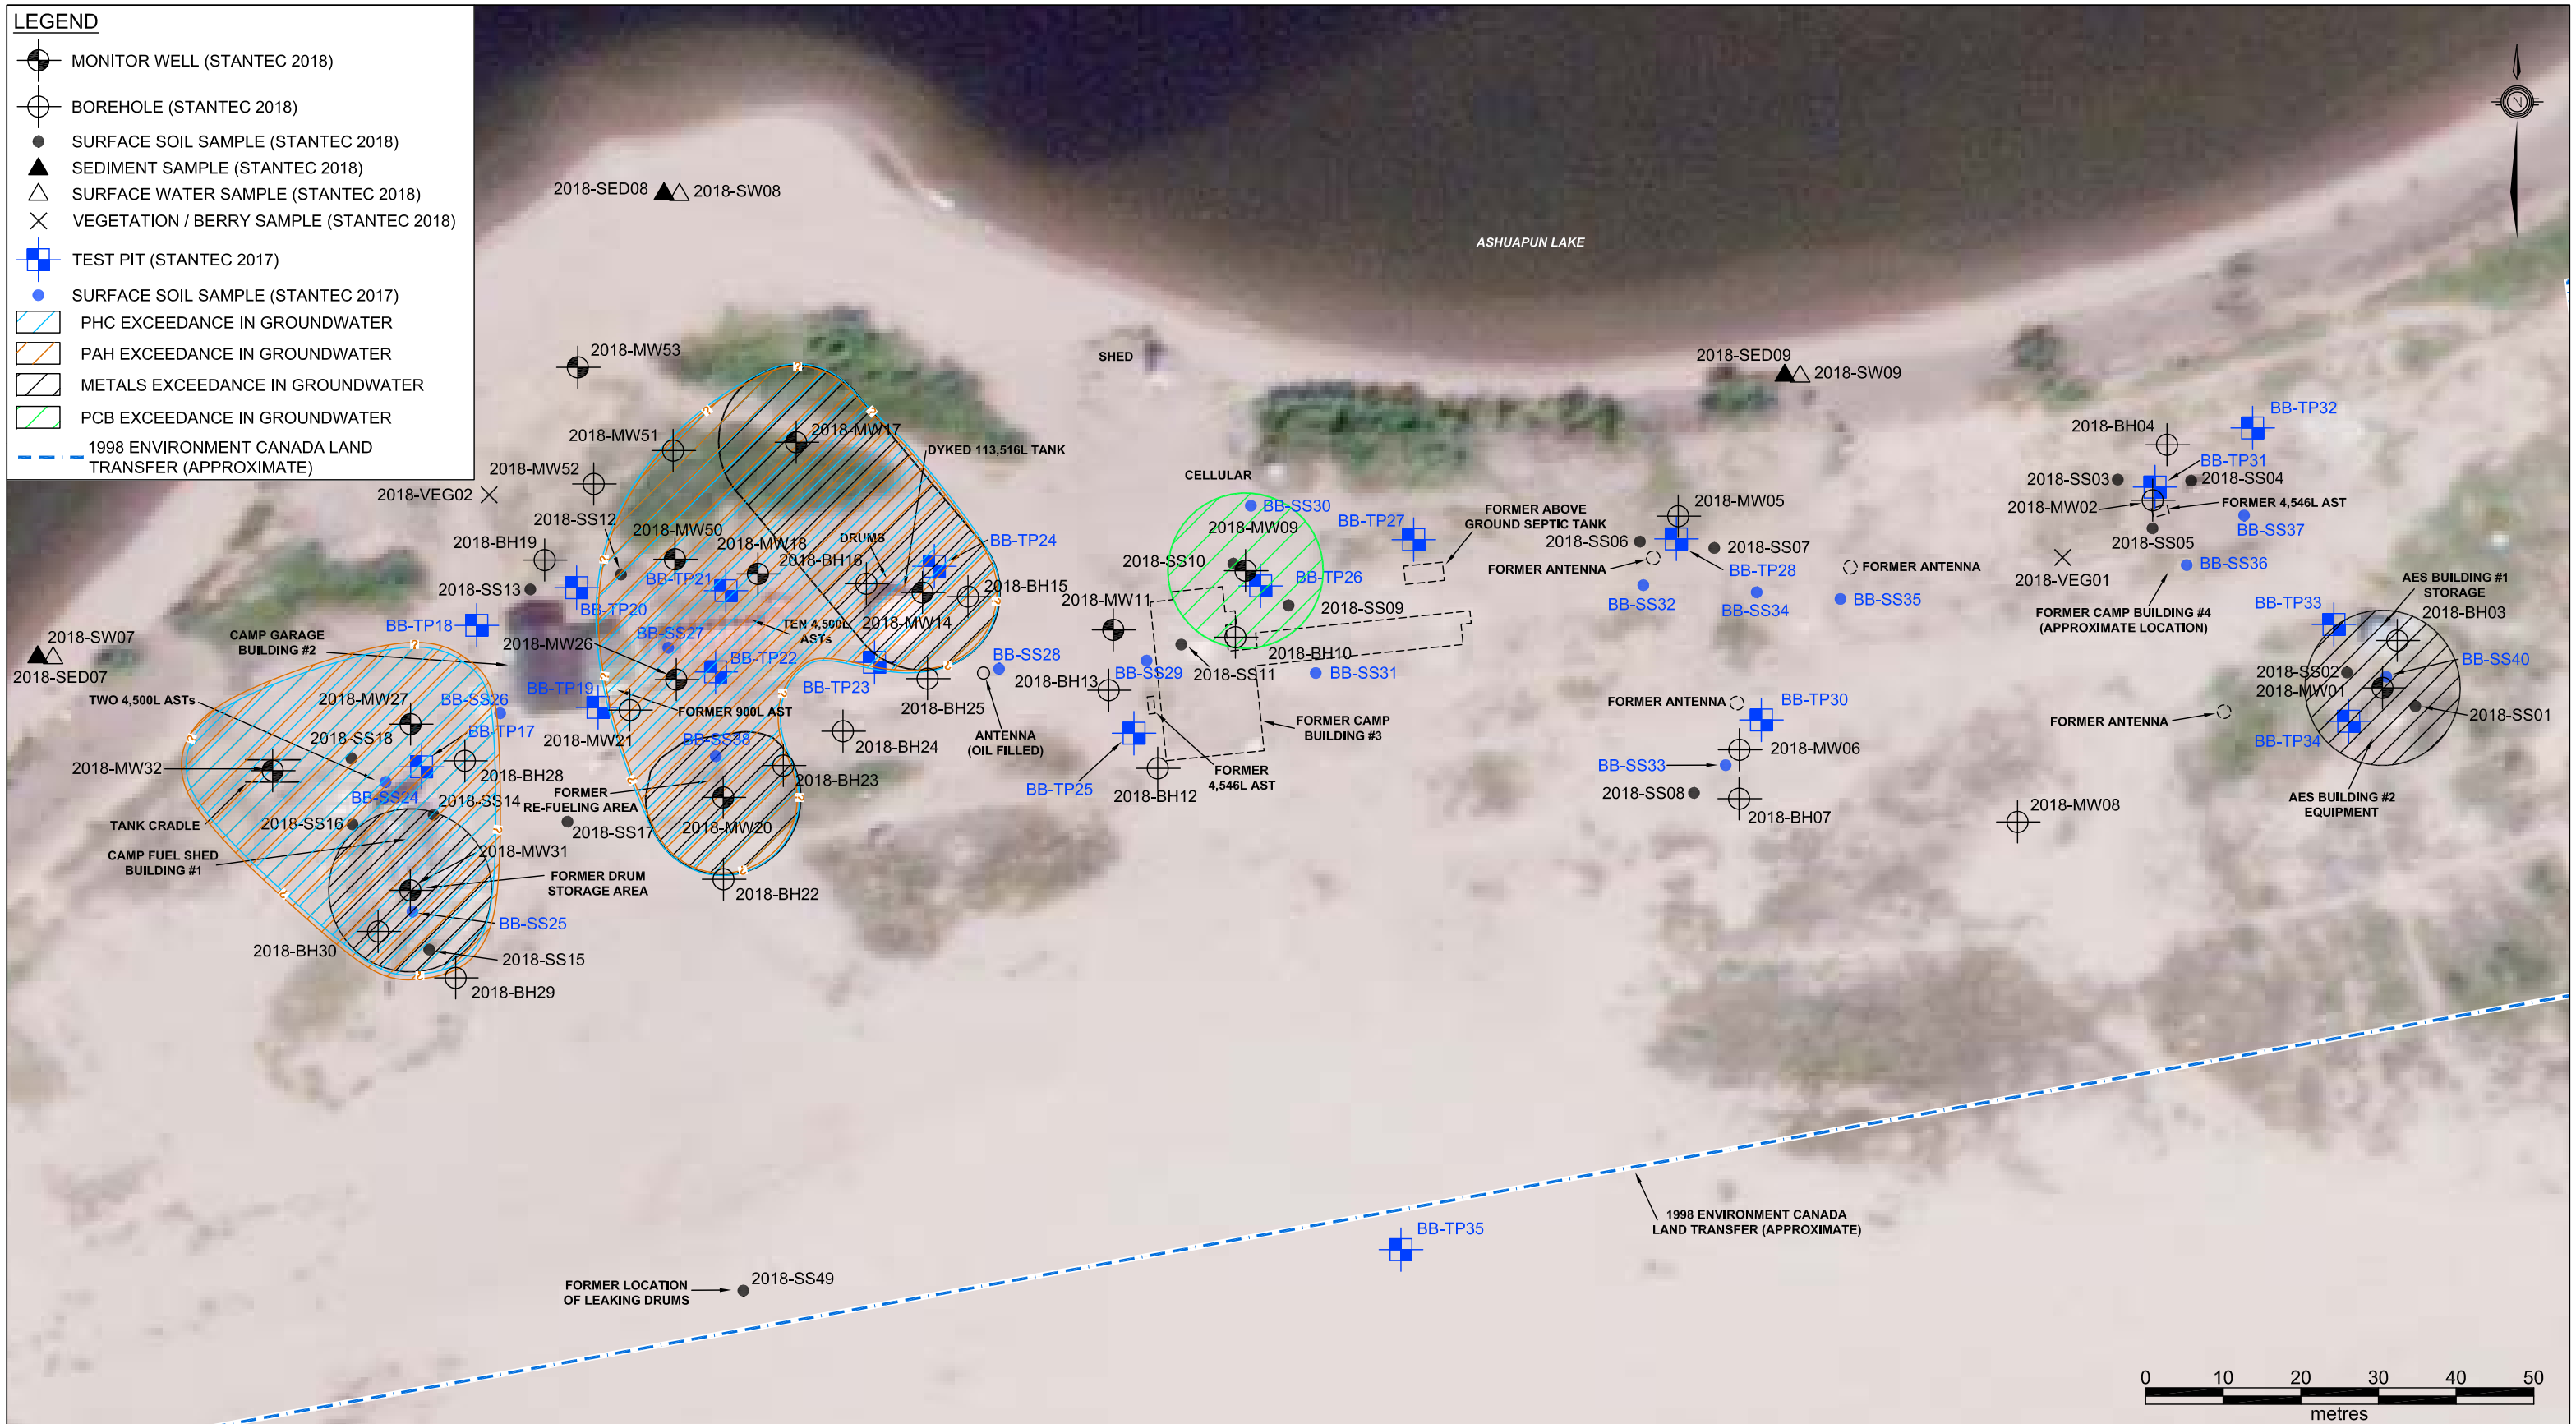 LEGEND
MONITOR WELL (STANTEC 2018)
BOREHOLE (STANTEC 2018)
SURFACE SOIL SAMPLE (STANTEC 2018)
SEDIMENT SAMPLE (STANTEC 2018)
SURFACE WATER SAMPLE (STANTEC 2018)
VEGETATION / BERRY SAMPLE (STANTEC 2018)
TEST PIT (STANTEC 2017)
SURFACE SOIL SAMPLE (STANTEC 2017)
PHC EXCEEDANCE IN GROUNDWATER
PAH EXCEEDANCE IN GROUNDWATER
METALS EXCEEDANCE IN GROUNDWATER
PCB EXCEEDANCE IN GROUNDWATER
1998 ENVIRONMENT CANADA LAND
TRANSFER (APPROXIMATE)
N
2018-SED08
2018-SW08
ASHUAPUN LAKE
2018-MW53
SHED
2018-SED09
2018-SW09
2018-MW51
2018-MW17
DYKED 113,516L TANK
2018-MW52
2018-VEG02
2018-SS12
2018-MW50
2018-MW18
DRUMS
2018-BH16
BB-TP24
2018-BH19
2018-SS13
BB-TP21
BB-TP20
2018-BH15
BB-TP18
CAMP GARAGE
BUILDING #2
2018-MW26
BB-SS27
TEN 4,500L
ASTs
2018-MW14
2018-SW07
2018-SED07
BB-TP22
BB-TP23
BB-SS28
BB-TP19
FORMER 900L AST
2018-BH25
ANTENNA
(OIL FILLED)
TWO 4,500L ASTs
2018-MW27
BB-SS26
BB-TP17
2018-MW21
BB-SS38
2018-BH24
2018-SS18
2018-MW32
2018-BH28
2018-BH23
BB-SS24
2018-SS14
FORMER
RE-FUELING AREA
TANK CRADLE
2018-SS16
2018-SS17
2018-MW20
CAMP FUEL SHED
BUILDING #1
2018-MW31
FORMER DRUM
STORAGE AREA
2018-BH22
BB-SS25
2018-BH30
2018-SS15
2018-BH29
CELLULAR
BB-SS30
2018-MW09
2018-SS10
BB-TP26
BB-TP27
FORMER ABOVE
GROUND SEPTIC TANK
2018-MW11
2018-SS09
2018-BH10
BB-SS29
2018-SS11
BB-SS31
2018-BH13
FORMER CAMP
BUILDING #3
BB-TP25
2018-BH12
FORMER
4,546L AST
2018-MW05
2018-SS06
2018-SS07
FORMER ANTENNA
BB-TP28
FORMER ANTENNA
BB-SS32
BB-SS34
BB-SS35
FORMER ANTENNA
BB-TP30
2018-MW06
BB-SS33
2018-SS08
2018-BH07
2018-MW08
BB-TP32
2018-BH04
BB-TP31
2018-SS03
2018-SS04
2018-MW02
FORMER 4,546L AST
BB-SS37
2018-SS05
2018-VEG01
BB-SS36
FORMER CAMP BUILDING #4
(APPROXIMATE LOCATION)
AES BUILDING #1
STORAGE
BB-TP33
2018-BH03
2018-SS02
BB-SS40
2018-MW01
2018-SS01
FORMER ANTENNA
BB-TP34
AES BUILDING #2
EQUIPMENT
1998 ENVIRONMENT CANADA
LAND TRANSFER (APPROXIMATE)
BB-TP35
2018-SS49
FORMER LOCATION
OF LEAKING DRUMS
0 10 20 30 40 50
metres